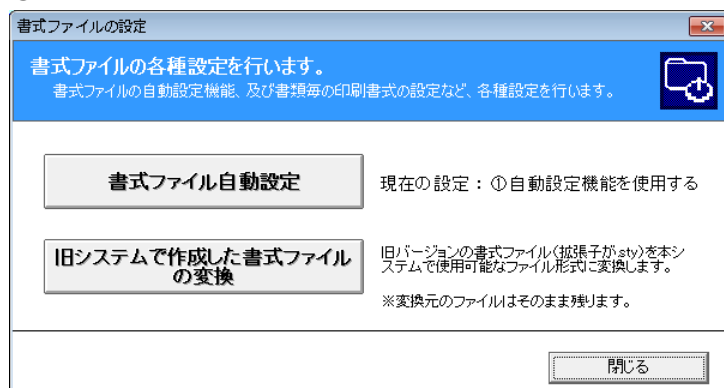 書式ファイルの設定
書式ファイルの各種設定を行います。
書式ファイルの自動設定機能、及び書類毎の印刷書式の設定など、各種設定を行います。
書式ファイル自動設定
現在の設定：①自動設定機能を使用する
旧システムで作成した書式ファイル
の変換
旧バージョンの書式ファイル（拡張子が.sty）を本シ
ステムで使用可能なファイル形式に変換します。
※変換元のファイルはそのまま残ります。
閉じる